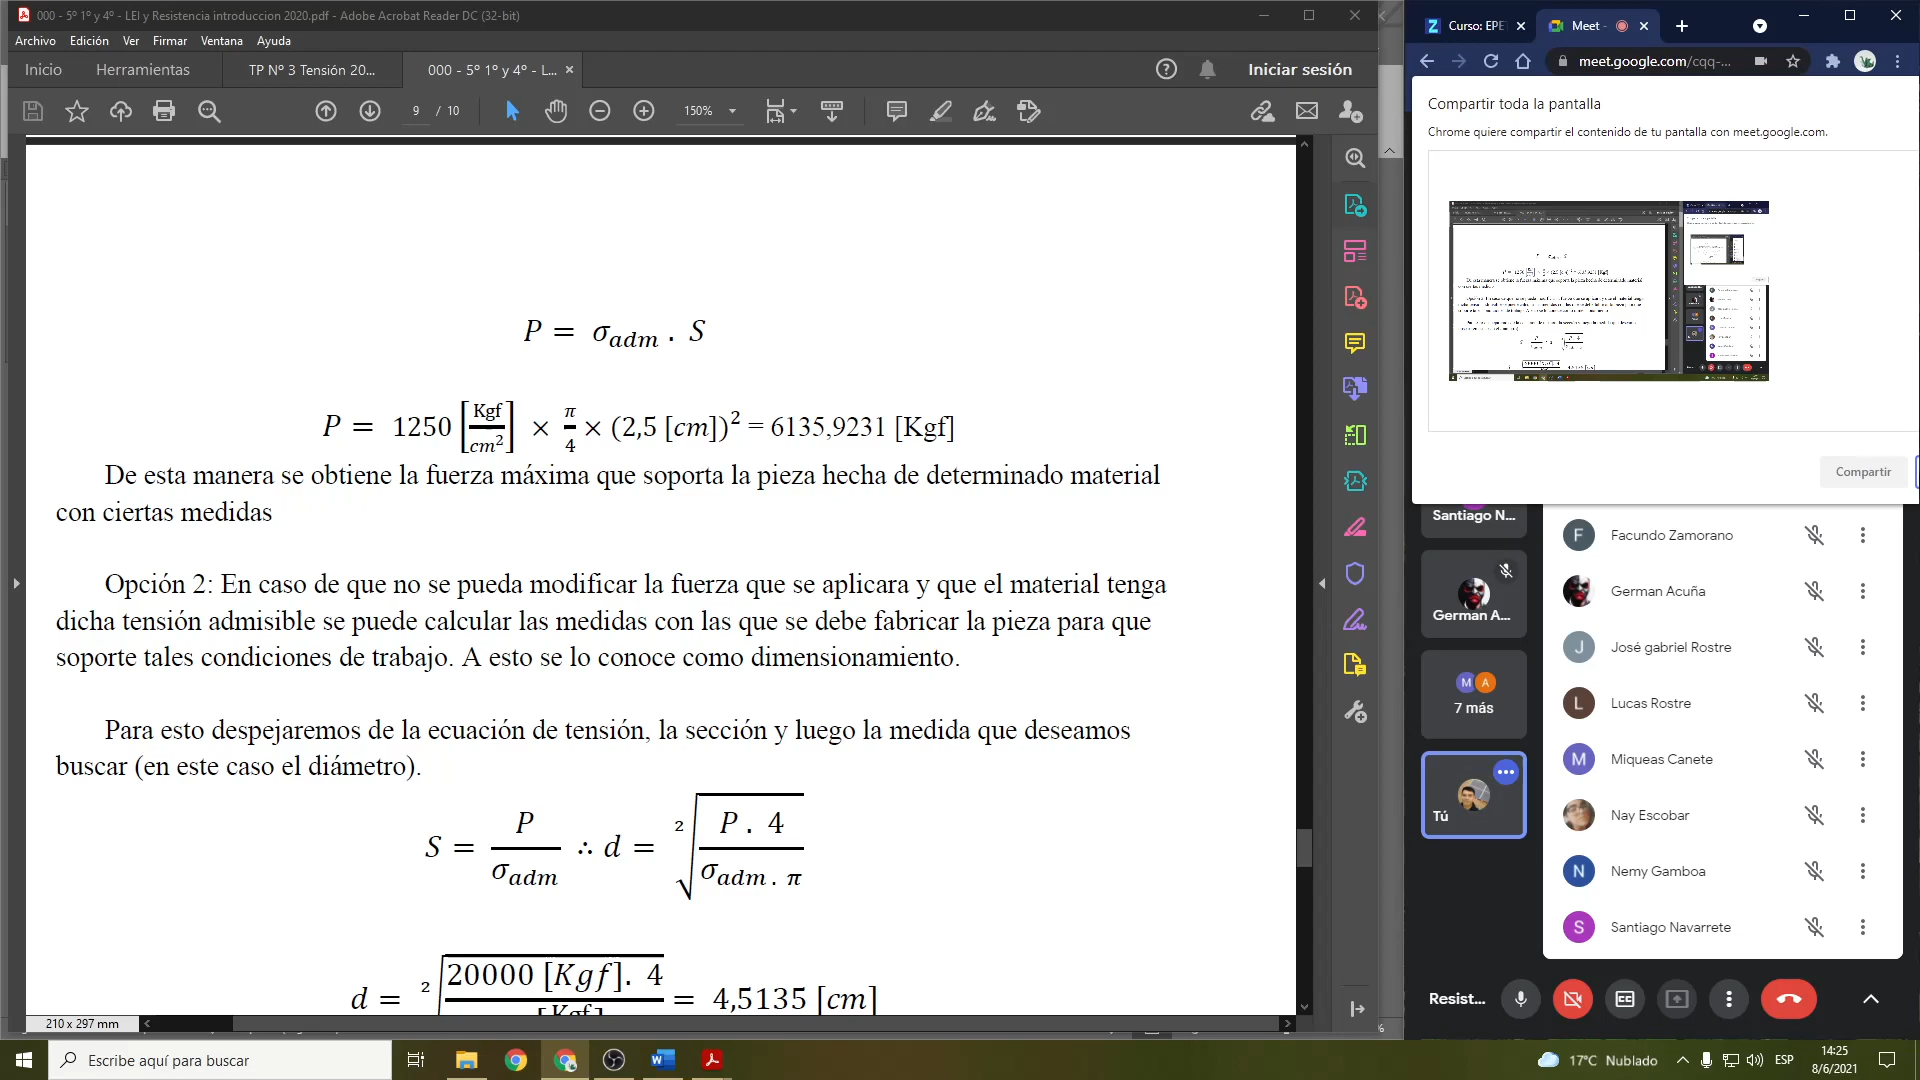 000 - 5º 1º y 4º - LEI y Resistencia introduccion 2020.pdf - Adobe Acrobat Reader DC (32-bit)
Archivo Edición Ver Firmar Ventana Ayuda
Inicio Herramientas TP Nº 3 Tensión 20... 000 - 5º 1º y 4º - L... Iniciar sesión
9 / 10 150%
P = σadm . S
P = 1250 [Kgf/cm²] × π/4 × (2,5 [cm])² = 6135,9231 [Kgf]
De esta manera se obtiene la fuerza máxima que soporta la pieza hecha de determinado material
con ciertas medidas
Opción 2: En caso de que no se pueda modificar la fuerza que se aplicara y que el material tenga
dicha tensión admisible se puede calcular las medidas con las que se debe fabricar la pieza para que
soporte tales condiciones de trabajo. A esto se lo conoce como dimensionamiento.
Para esto despejaremos de la ecuación de tensión, la sección y luego la medida que deseamos
buscar (en este caso el diámetro).
S = P/σadm ∴ d = ²√(P . 4/σadm . π)
d = ²√(20000 [Kgf]. 4/[Kgf]) = 4,5135 [cm]
210 x 297 mm
Curso: EPE
Meet -
meet.google.com/cqq-...
Compartir toda la pantalla
Chrome quiere compartir el contenido de tu pantalla con meet.google.com.
Compartir
Santiago N...
German A...
M A
7 más
Tú
F Facundo Zamorano
German Acuña
J José gabriel Rostre
L Lucas Rostre
M Miqueas Canete
Nay Escobar
N Nemy Gamboa
S Santiago Navarrete
Resist...
Escribe aquí para buscar
17°C Nublado
ESP
14:25
8/6/2021